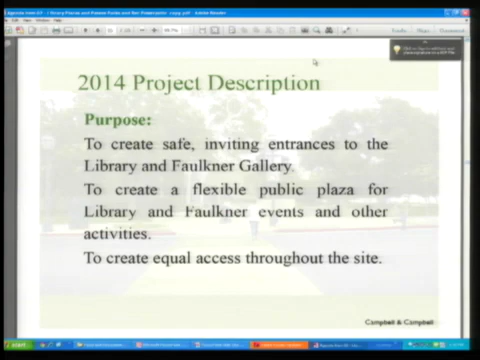 2014 Project Description
Purpose:
To create safe, inviting entrances to the
Library and Faulkner Gallery.
To create a flexible public plaza for
Library and Faulkner events and other
activities.
To create equal access throughout the site.
Campbell & Campbell
start